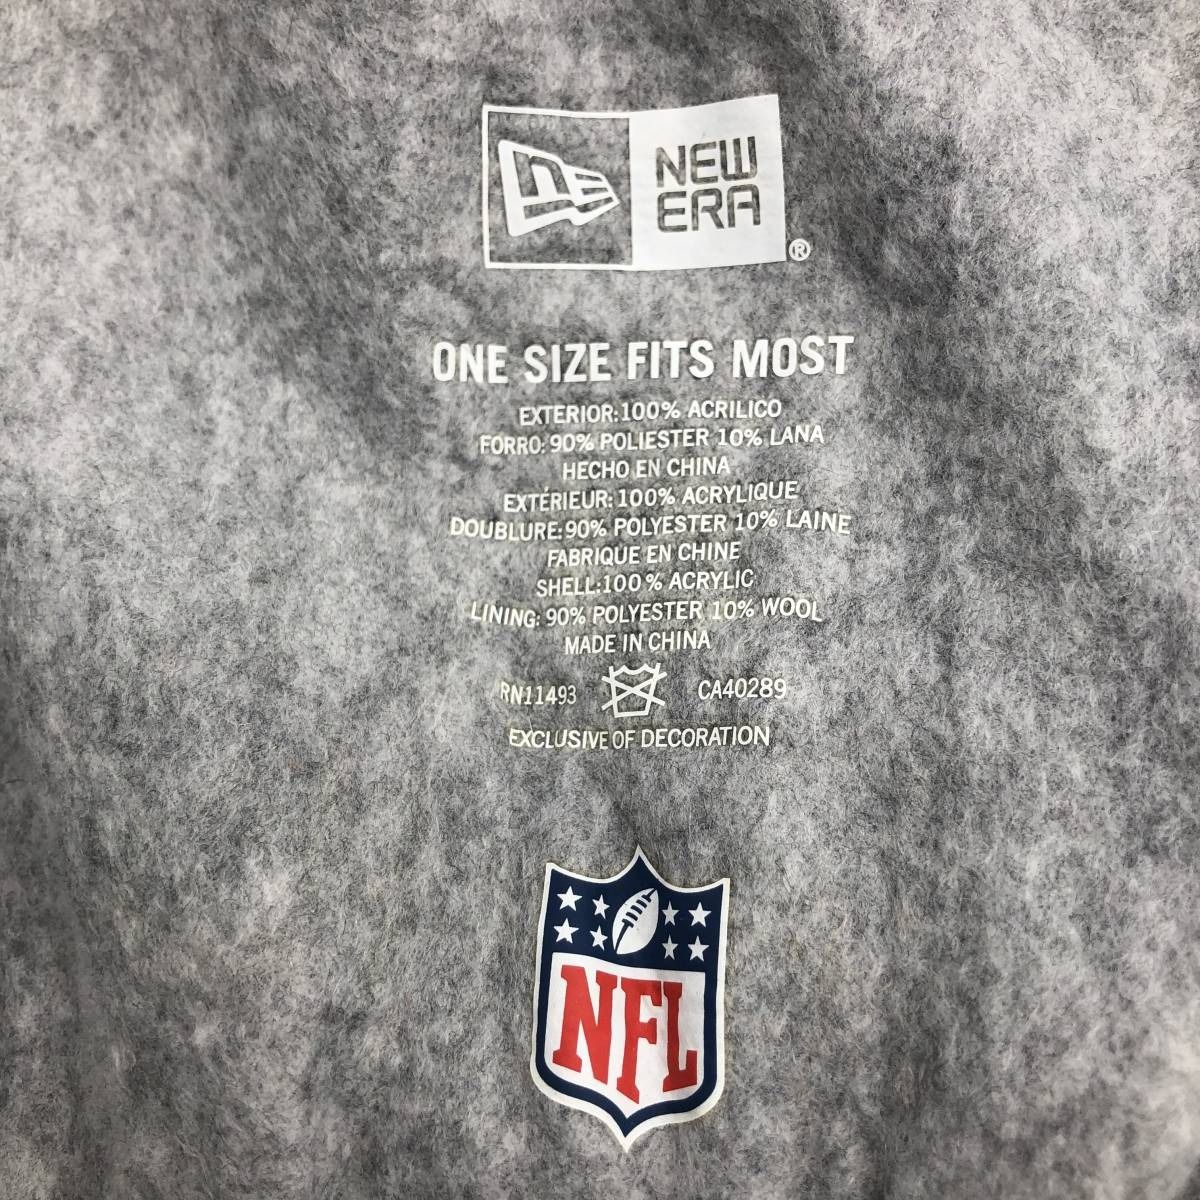 NEW
ERA
®
ONE SIZE FITS MOST
EXTERIOR: 100% ACRILICO
FORRO: 90% POLIESTER 10% LANA
HECHO EN CHINA
EXTÉRIEUR: 100% ACRYLIQUE
DOUBLURE: 90% POLYESTER 10% LAINE
FABRIQUE EN CHINE
SHELL: 100% ACRYLIC
LINING: 90% POLYESTER 10% WOOL
MADE IN CHINA
RN11493 CA40289
EXCLUSIVE OF DECORATION
NFL